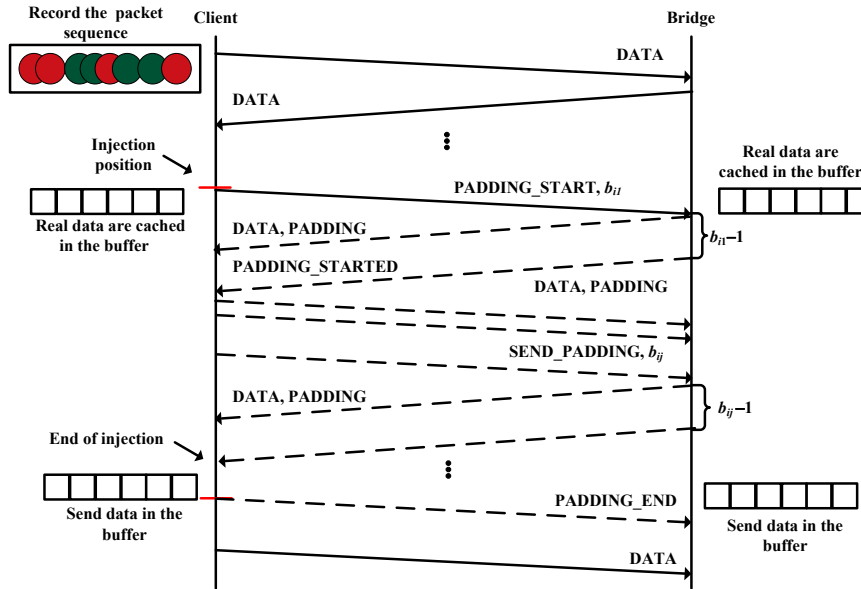 Record the packet
sequence
Client
Bridge
DATA
DATA
Injection
position
Real data are
cached in the buffer
PADDING_START, bi1
Real data are cached
in the buffer
DATA, PADDING
bi1−1
PADDING_STARTED
DATA, PADDING
SEND_PADDING, bij
DATA, PADDING
bij−1
End of injection
PADDING_END
Send data in the
buffer
Send data in the
buffer
DATA